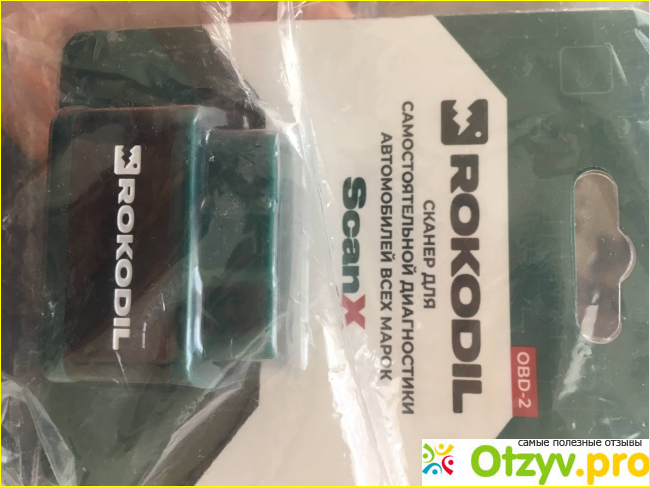 ROKODIL
СКАНЕР ДЛЯ
САМОСТОЯТЕЛЬНОЙ ДИАГНОСТИКИ
АВТОМОБИЛЕЙ ВСЕХ МАРОК
ScanX
OBD-2
ROKODIL
самые полезные отзывы
Otzyv.pro